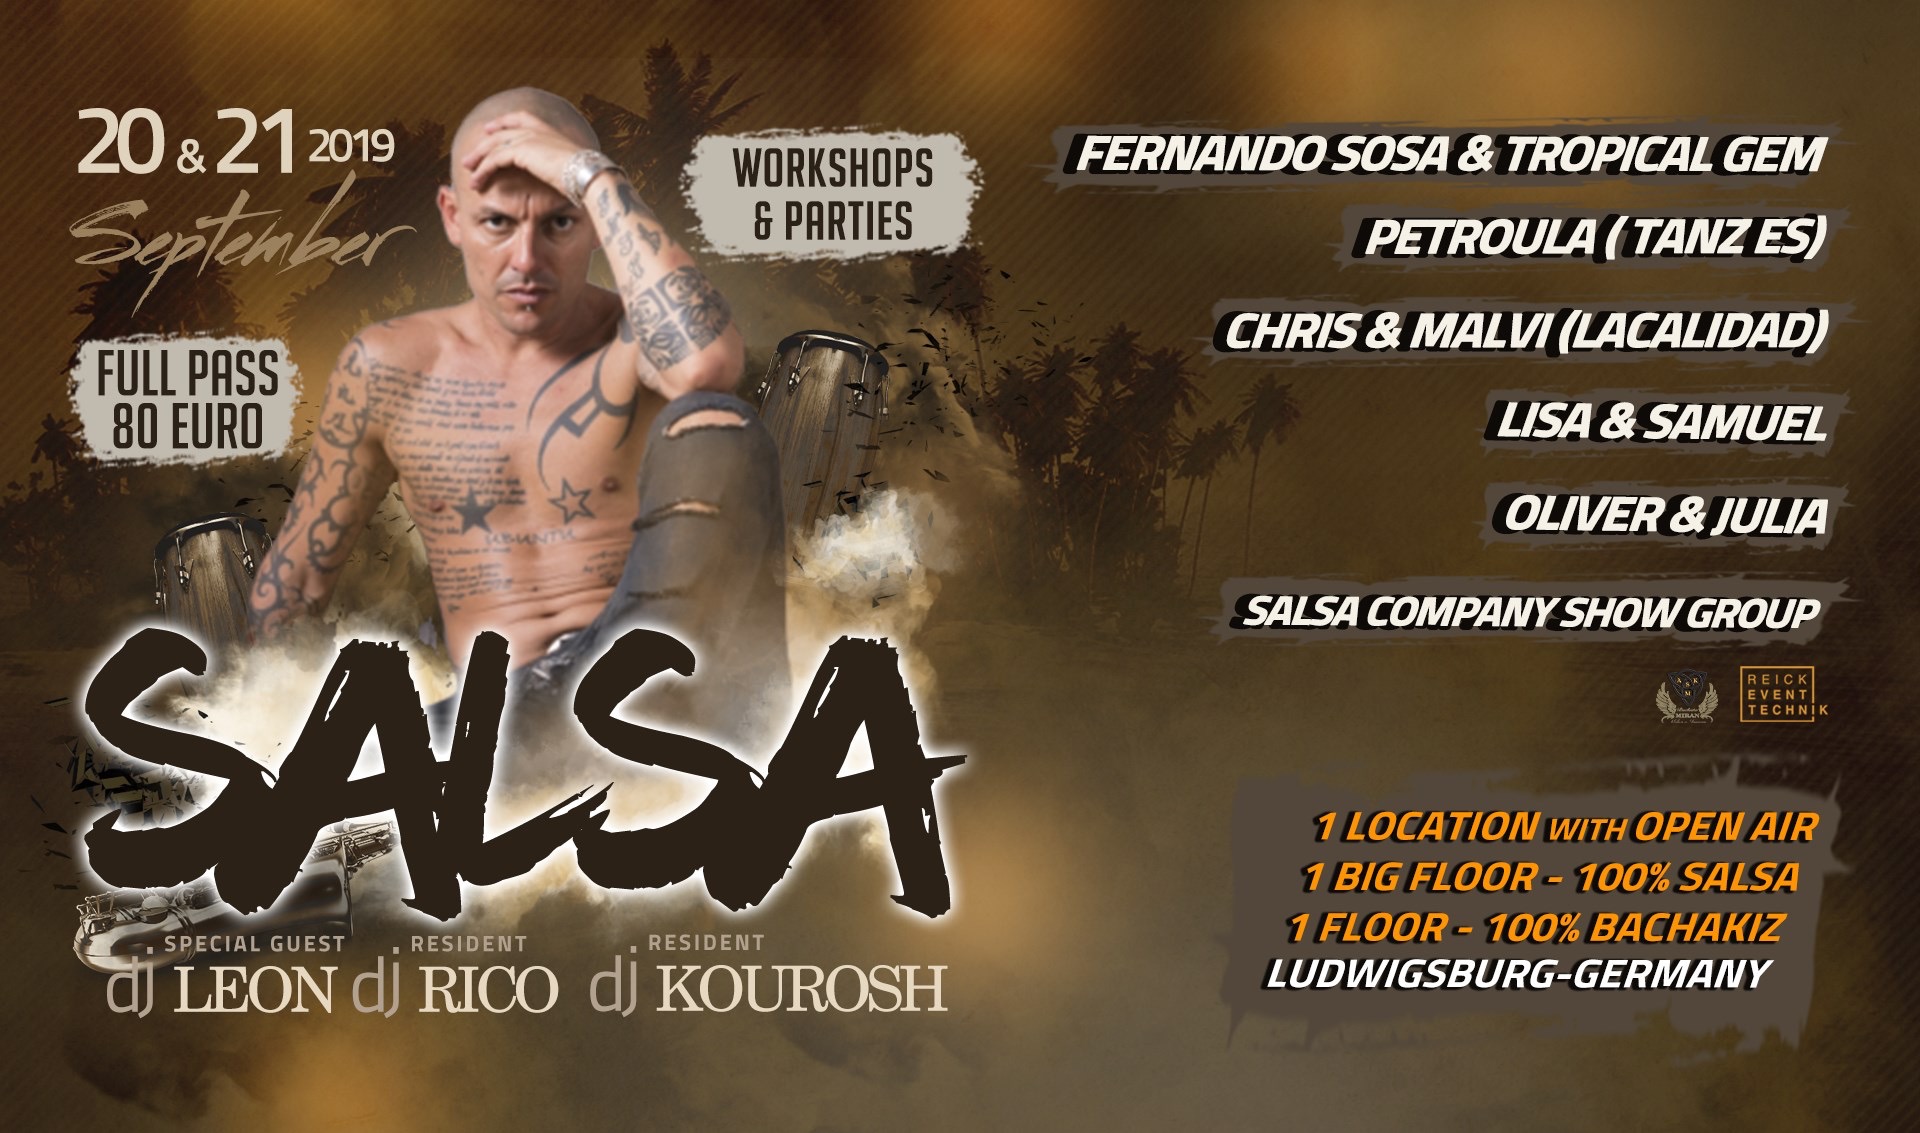 20 & 21 2019
September
WORKSHOPS
& PARTIES
FULL PASS
80 EURO
UBUNTU
SALSA
SPECIAL GUEST
dj LEON
RESIDENT
dj RICO
RESIDENT
dj KOUROSH
FERNANDO SOSA & TROPICAL GEM
PETROULA ( TANZ ES)
CHRIS & MALVI (LACALIDAD)
LISA & SAMUEL
OLIVER & JULIA
SALSA COMPANY SHOW GROUP
A S K
M
MIRAN
REICK
EVENT
TECHNIK
1 LOCATION WITH OPEN AIR
1 BIG FLOOR - 100% SALSA
1 FLOOR - 100% BACHAKIZ
LUDWIGSBURG-GERMANY